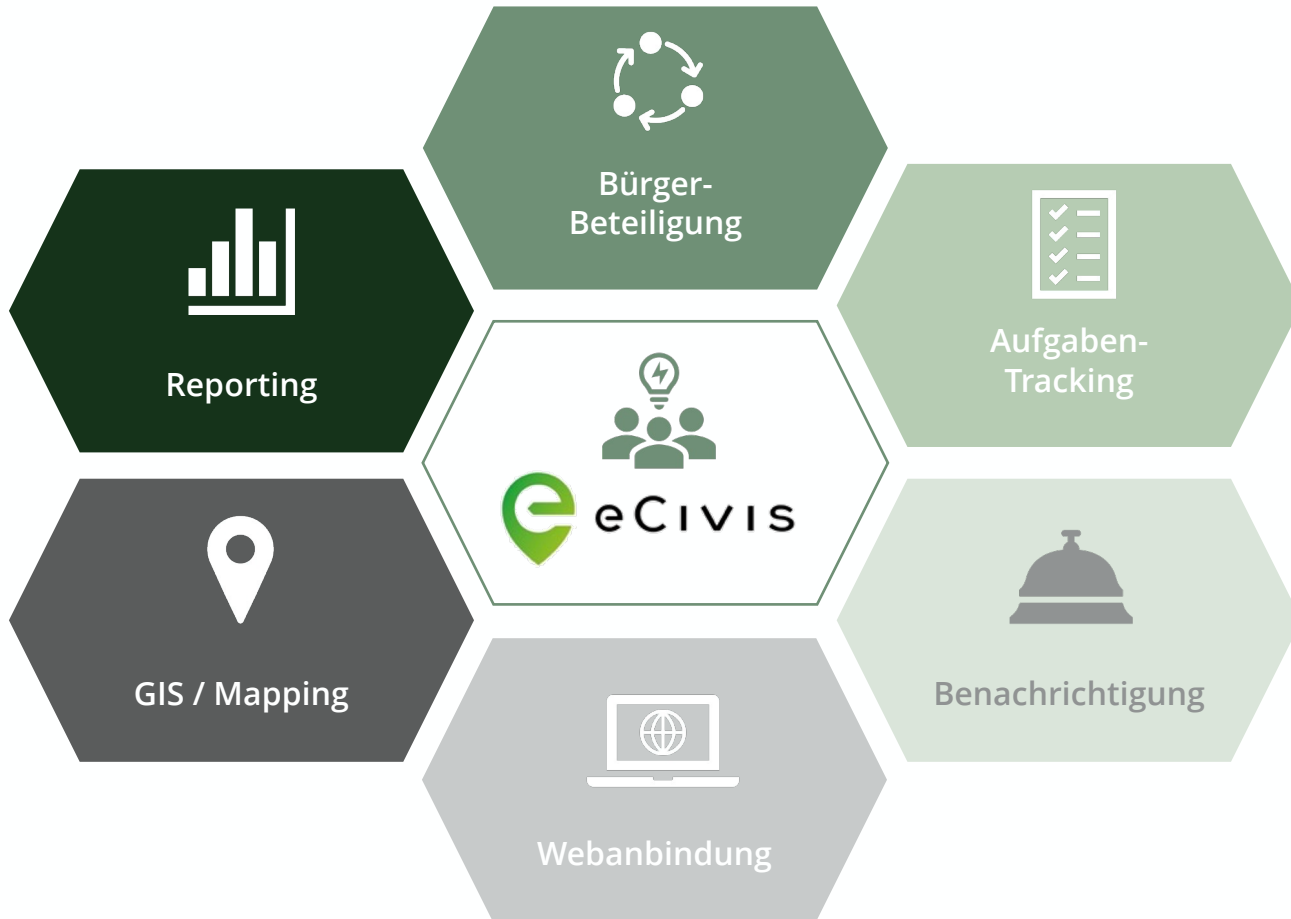 Bürger-
Beteiligung
Aufgaben-
Tracking
Reporting
eCIVIS
GIS / Mapping
Benachrichtigung
Webanbindung